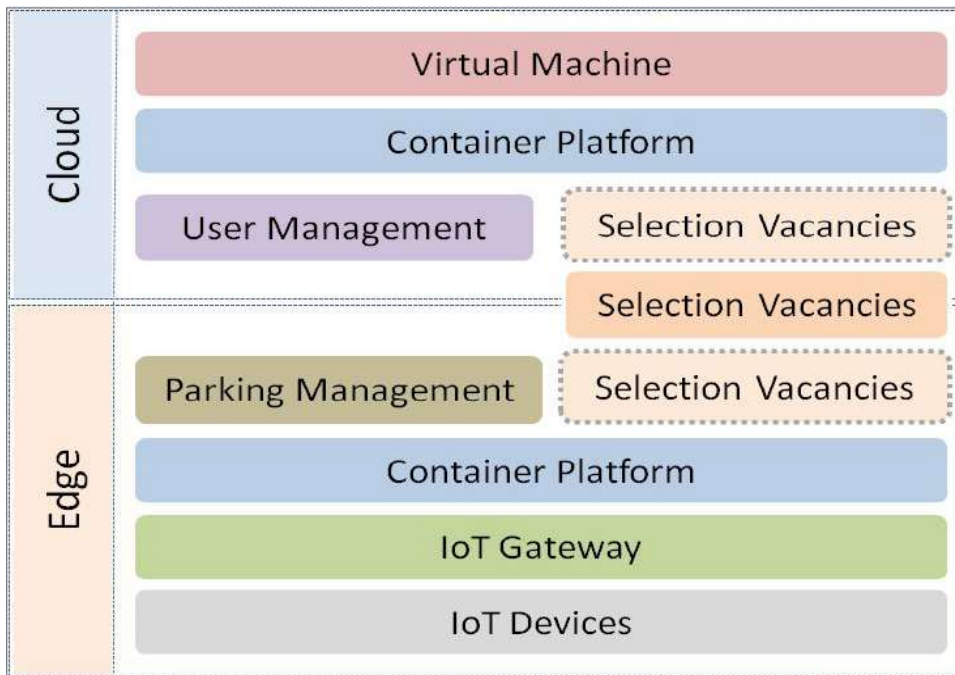 Cloud
Virtual Machine
Container Platform
User Management
Selection Vacancies
Selection Vacancies
Edge
Parking Management
Selection Vacancies
Container Platform
IoT Gateway
IoT Devices